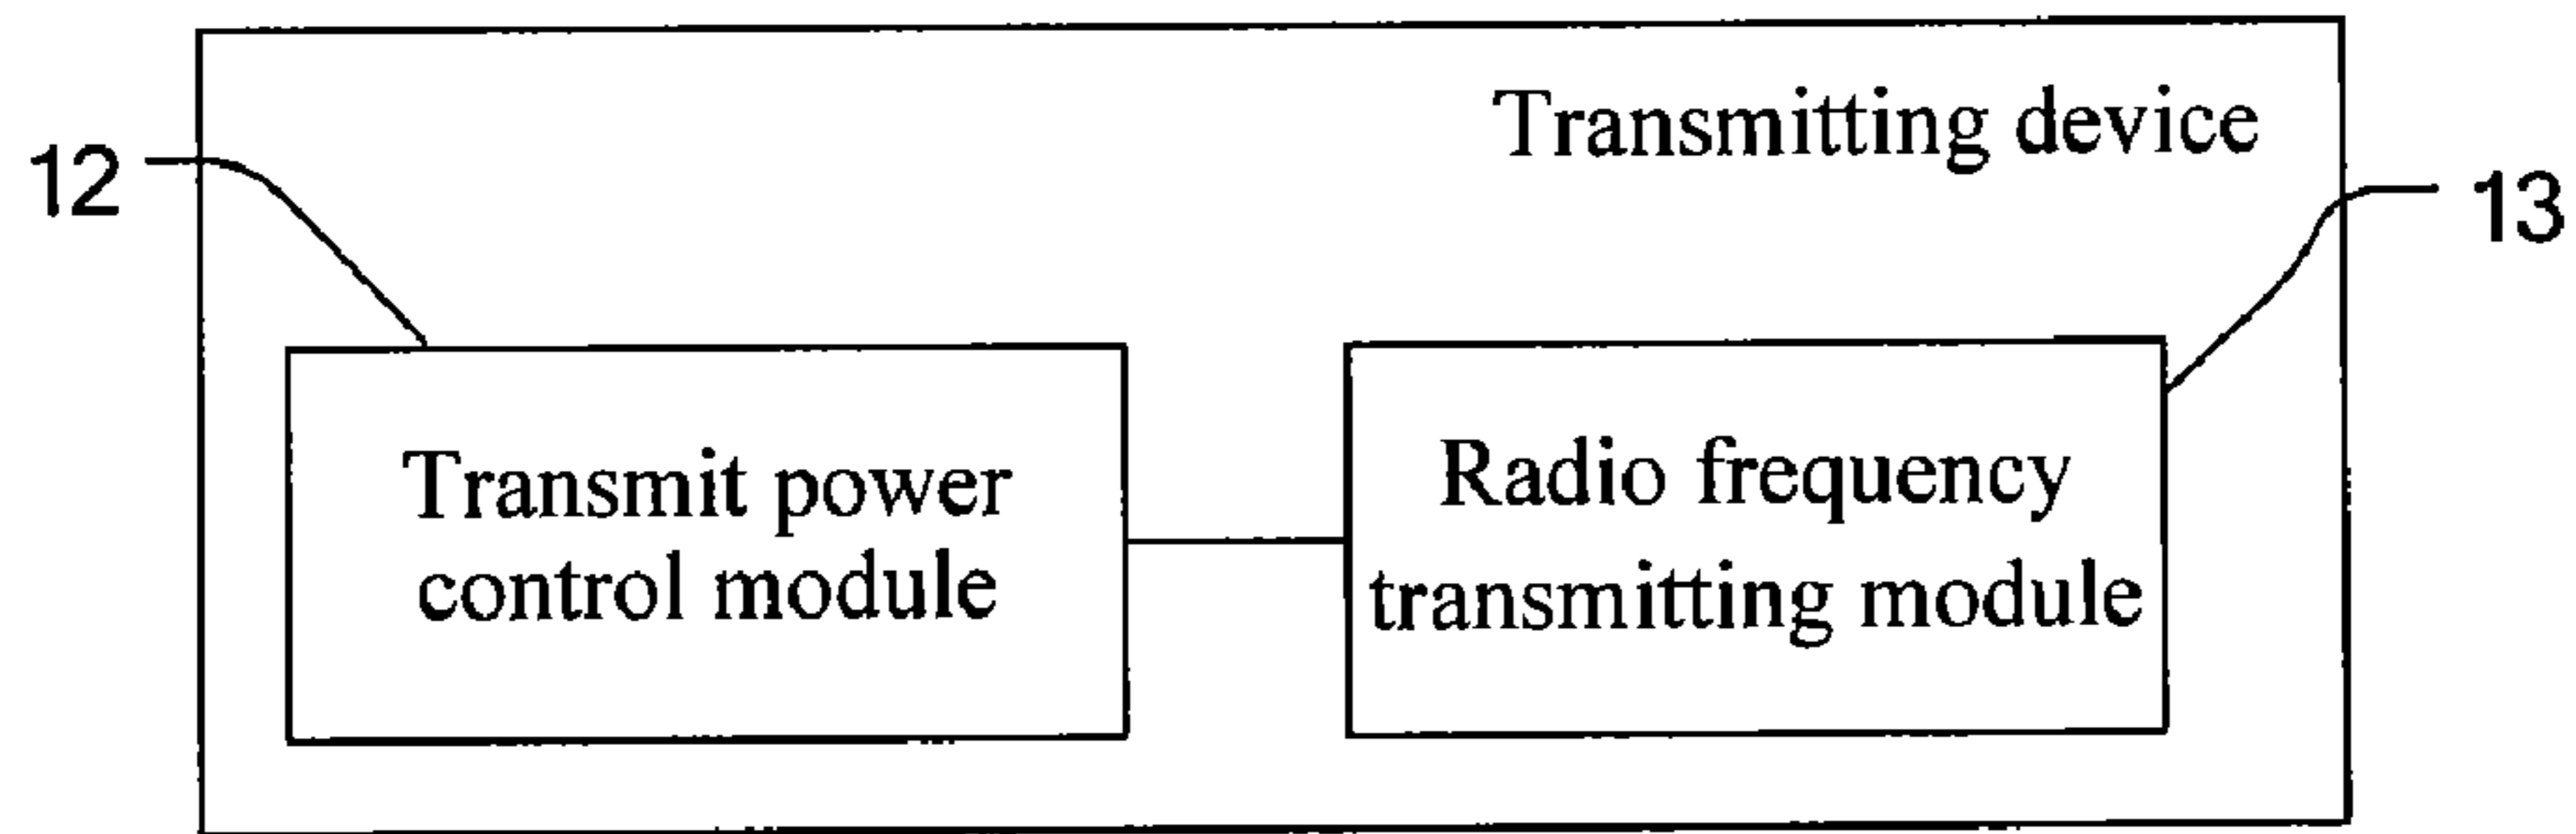 Transmitting device
12
13
Transmit power
control module
Radio frequency
transmitting module